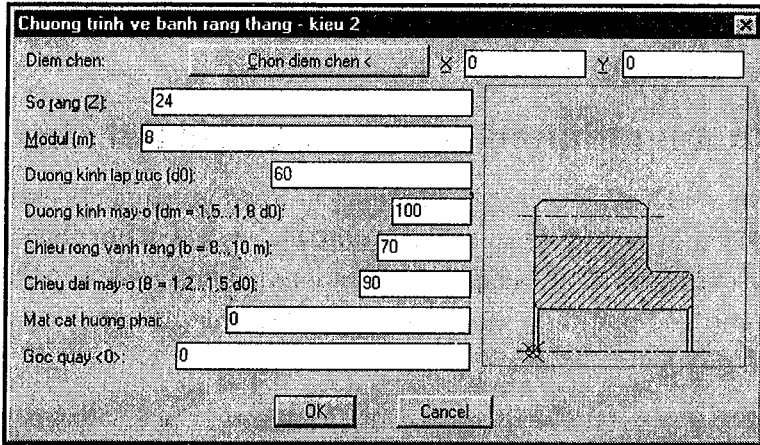 Chuong trinh ve banh rang thang - kieu 2
Diem chen: Chon diem chen < X 0 Y 0
So rang (Z): 24
Modul (m): 8
Duong kinh lap truc (d0): 60
Duong kinh may-o (dm = 1,5...1,8 d0): 100
Chieu rong vanh rang (b = 8...10 m): 70
Chieu dai may-o (B = 1,2...1,5 d0): 90
Mat cat huong phai: 0
Goc quay <0>: 0
OK Cancel